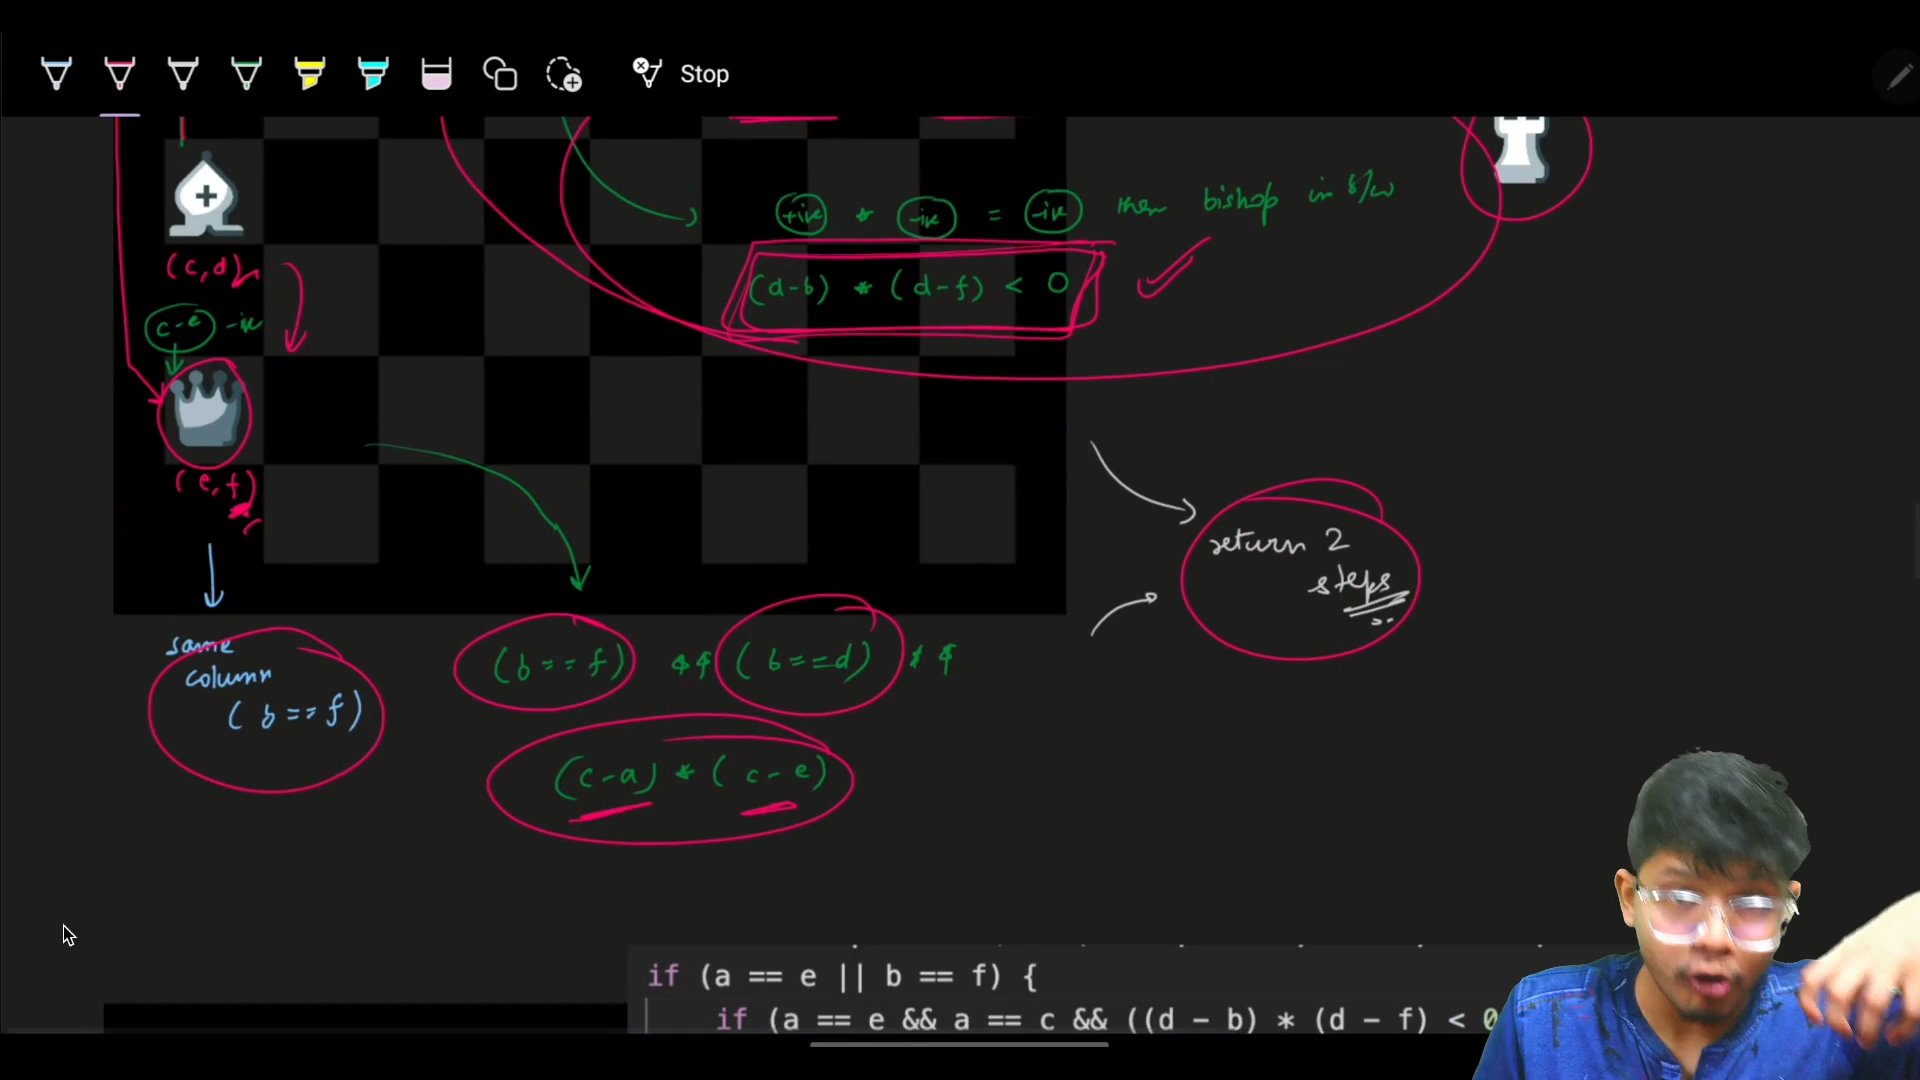 Stop
+ive * -ive = -ive then bishop in b/w
(d-b) * (d-f) < 0
(c,d)
c-e -ive
(e,f)
return 2
steps
same
column
(b==f)
(b==f) && (b==d) &&
(c-a) * (c-e)
if (a == e || b == f) {
if (a == e && a == c && ((d - b) * (d - f) < 0